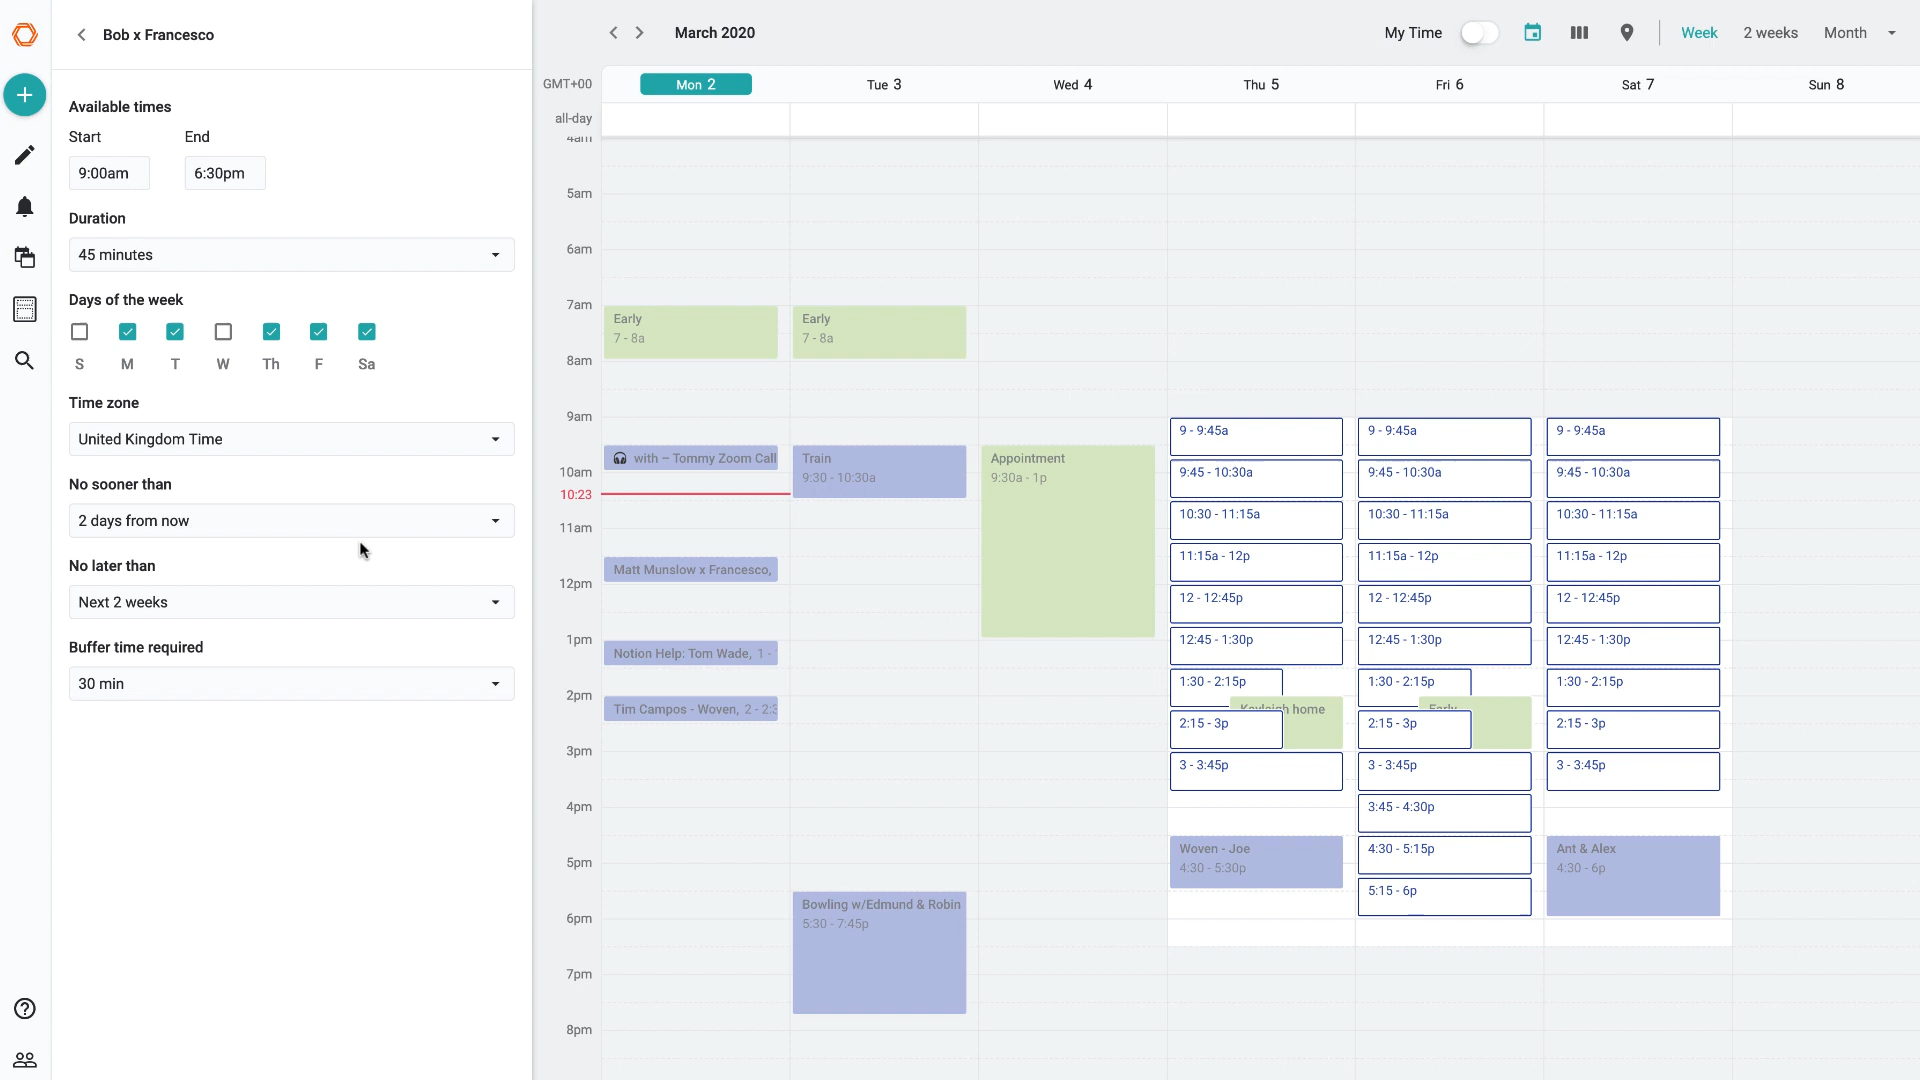 Bob x Francesco
Available times
Start End
9:00am 6:30pm
Duration
45 minutes
Days of the week
S M T W Th F Sa
Time zone
United Kingdom Time
No sooner than
2 days from now
No later than
Next 2 weeks
Buffer time required
30 min
March 2020
My Time
Week 2 weeks Month
GMT+00 Mon 2 Tue 3 Wed 4 Thu 5 Fri 6 Sat 7 Sun 8
all-day
4am
5am
6am
7am
8am
9am
10am
10:23
11am
12pm
1pm
2pm
3pm
4pm
5pm
6pm
7pm
8pm
Early
7 - 8a
with – Tommy Zoom Call
Matt Munslow x Francesco,
Notion Help: Tom Wade, 1 -
Tim Campos - Woven, 2 - 2:3
Early
7 - 8a
Train
9:30 - 10:30a
Bowling w/Edmund & Robin
5:30 - 7:45p
Appointment
9:30a - 1p
9 - 9:45a
9:45 - 10:30a
10:30 - 11:15a
11:15a - 12p
12 - 12:45p
12:45 - 1:30p
1:30 - 2:15p
Kayleigh home
2:15 - 3p
3 - 3:45p
Woven - Joe
4:30 - 5:30p
9 - 9:45a
9:45 - 10:30a
10:30 - 11:15a
11:15a - 12p
12 - 12:45p
12:45 - 1:30p
1:30 - 2:15p
Early
2:15 - 3p
3 - 3:45p
3:45 - 4:30p
4:30 - 5:15p
5:15 - 6p
9 - 9:45a
9:45 - 10:30a
10:30 - 11:15a
11:15a - 12p
12 - 12:45p
12:45 - 1:30p
1:30 - 2:15p
2:15 - 3p
3 - 3:45p
Ant & Alex
4:30 - 6p